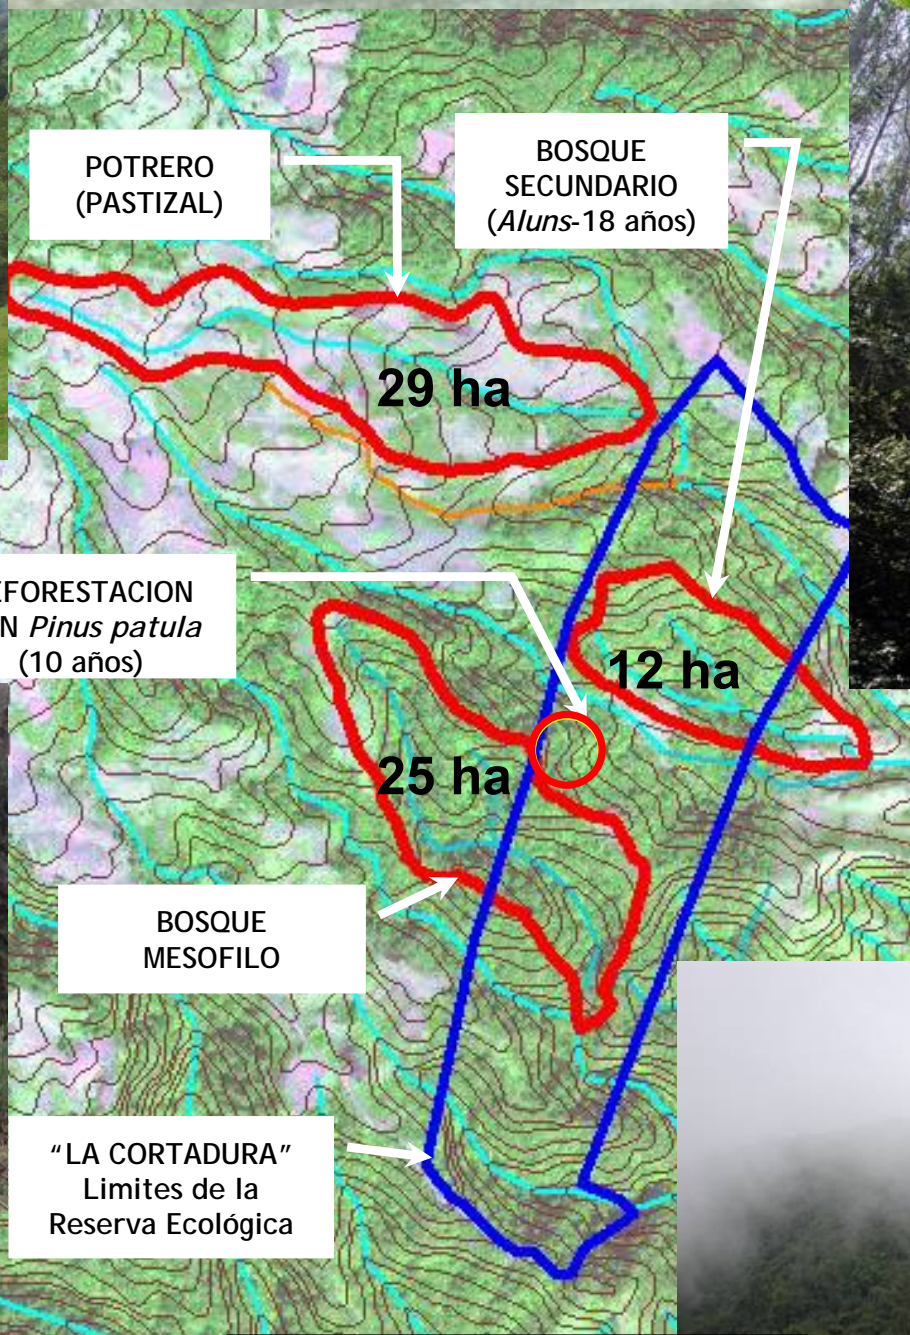 POTRERO
(PASTIZAL)
BOSQUE
SECUNDARIO
(Aluns-18 años)
29 ha
EFORESTACION
N Pinus patula
(10 años)
12 ha
25 ha
BOSQUE
MESOFILO
“LA CORTADURA”
Limites de la
Reserva Ecológica